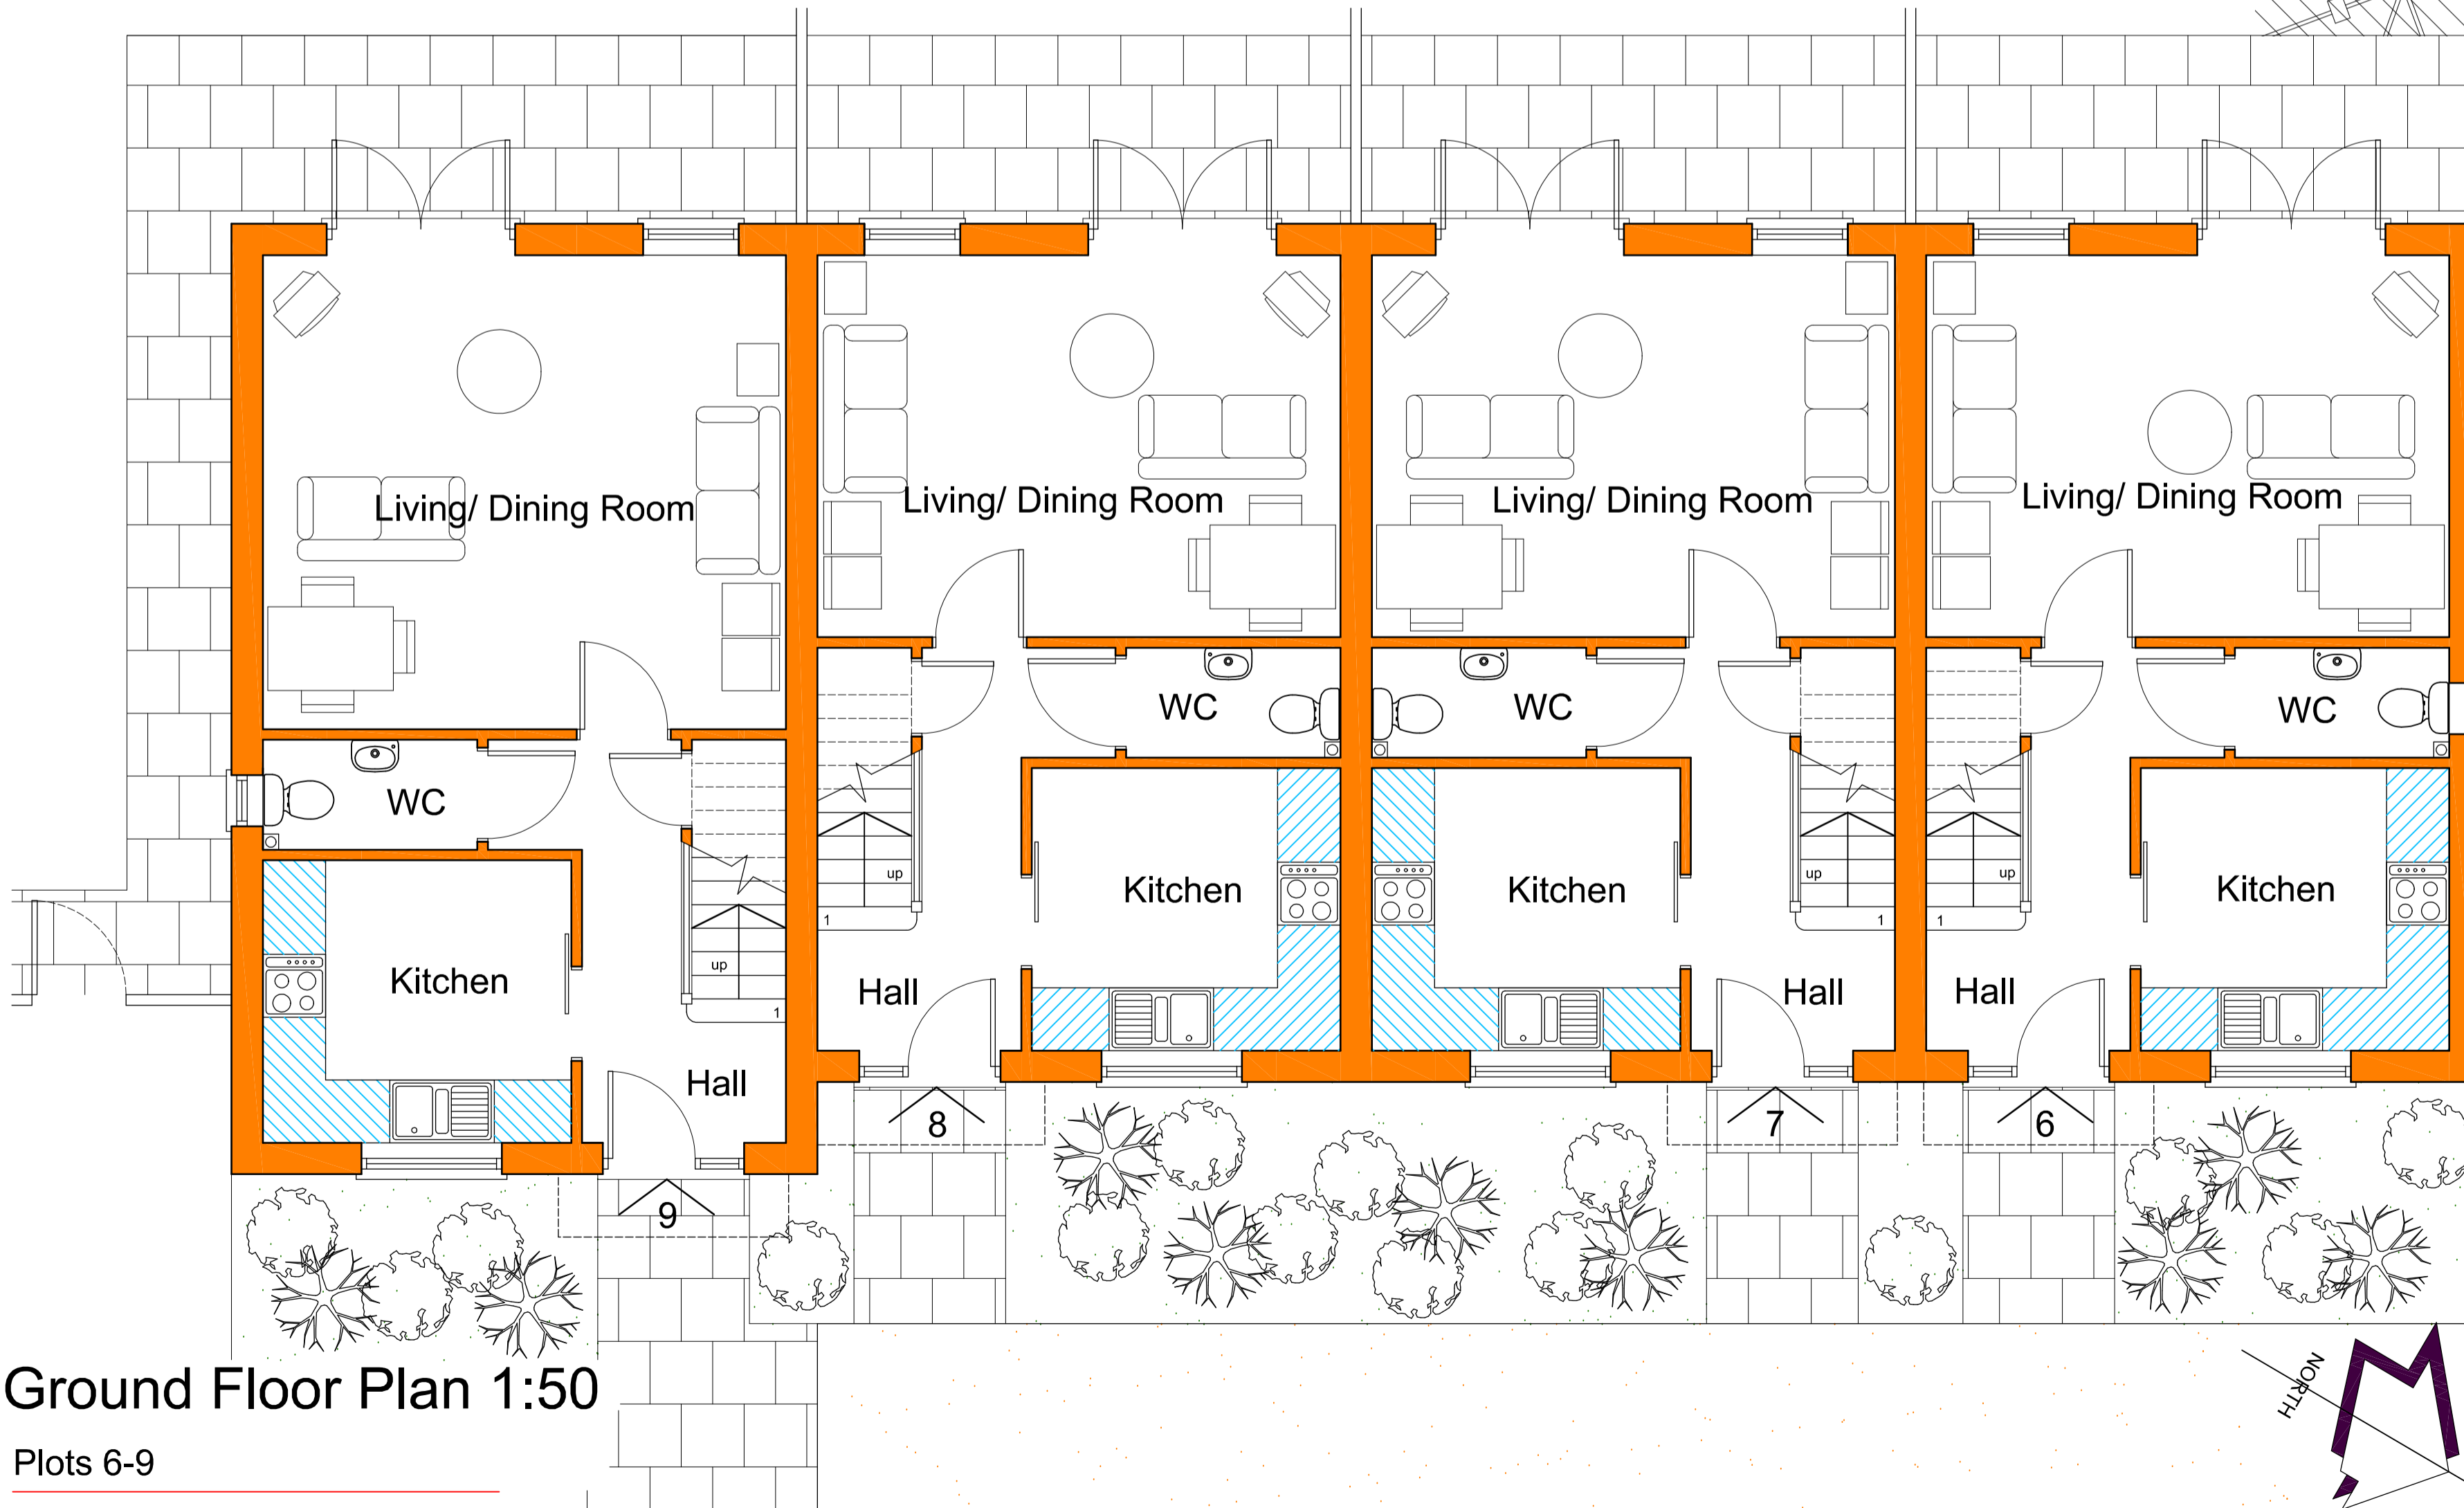 Living/ Dining Room
Living/ Dining Room
Living/ Dining Room
Living/ Dining Room
WC
WC
WC
WC
up
up
up
up
1
1
1
1
Kitchen
Kitchen
Kitchen
Kitchen
Hall
Hall
Hall
Hall
8
7
6
9
Ground Floor Plan 1:50
Plots 6-9
NORTH